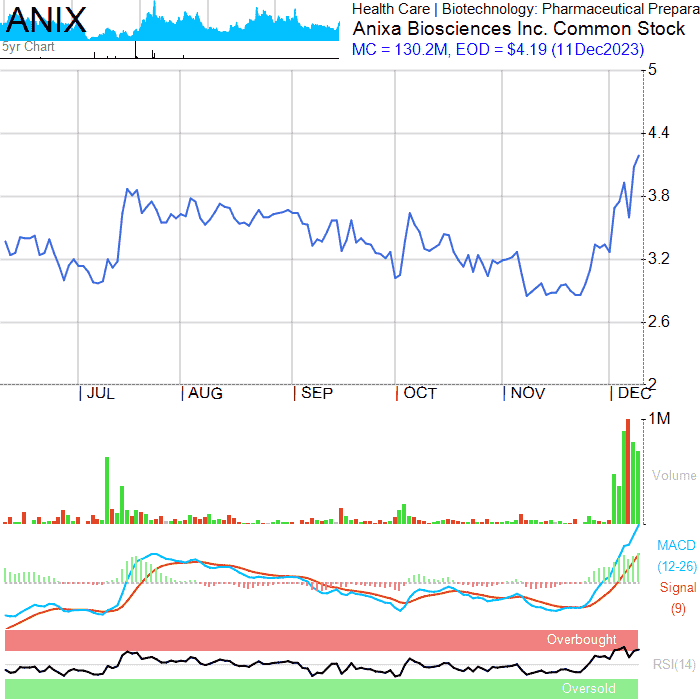 ANIX
5yr Chart
Health Care | Biotechnology: Pharmaceutical Prepara
Anixa Biosciences Inc. Common Stock
MC = 130.2M, EOD = $4.19 (11Dec2023)
5
4.4
3.8
3.2
2.6
2
JUL
AUG
SEP
OCT
NOV
DEC
1M
Volume
MACD
(12-26)
Signal
(9)
Overbought
RSI(14)
Oversold